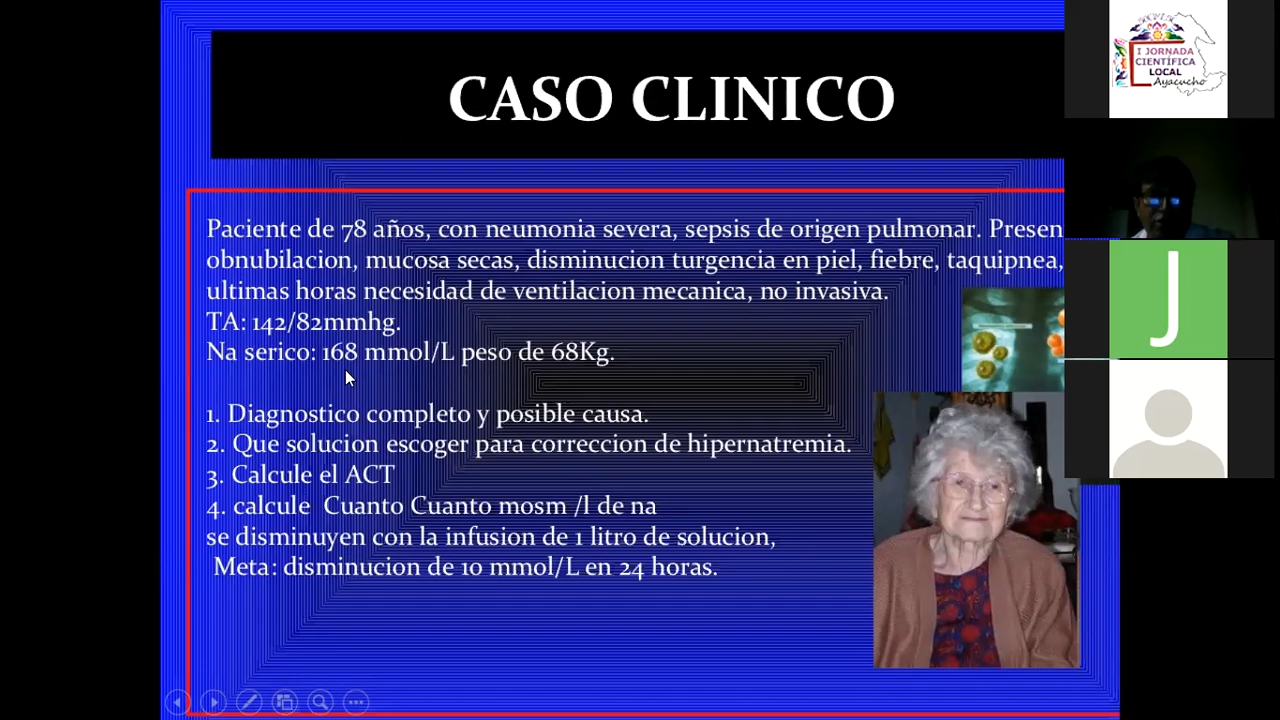 CASO CLINICO
Paciente de 78 años, con neumonia severa, sepsis de origen pulmonar. Presen
obnubilacion, mucosa secas, disminucion turgencia en piel, fiebre, taquipnea,
ultimas horas necesidad de ventilacion mecanica, no invasiva.
TA: 142/82mmhg.
Na serico: 168 mmol/L peso de 68Kg.
1. Diagnostico completo y posible causa.
2. Que solucion escoger para correccion de hipernatremia.
3. Calcule el ACT
4. calcule Cuanto Cuanto mosm /l de na
se disminuyen con la infusion de 1 litro de solucion,
Meta: disminucion de 10 mmol/L en 24 horas.
I JORNADA
CIENTÍFICA
LOCAL
Ayacucho
J